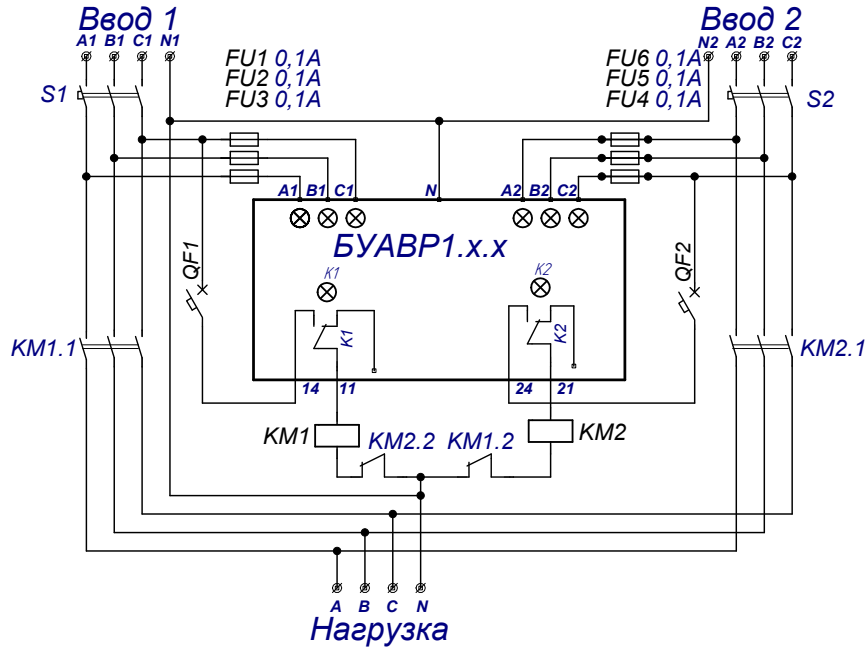 Ввод 1
Ввод 2
A1 B1 C1 N1
N2 A2 B2 C2
FU1 0,1A
FU2 0,1A
FU3 0,1A
FU6 0,1A
FU5 0,1A
FU4 0,1A
S1
S2
A1 B1 C1
N
A2 B2 C2
БУАВР1.х.х
QF1
QF2
K1
K2
K1
K2
KM1.1
KM2.1
14 11
24 21
KM1
KM2.2
KM1.2
KM2
A B C N
Нагрузка